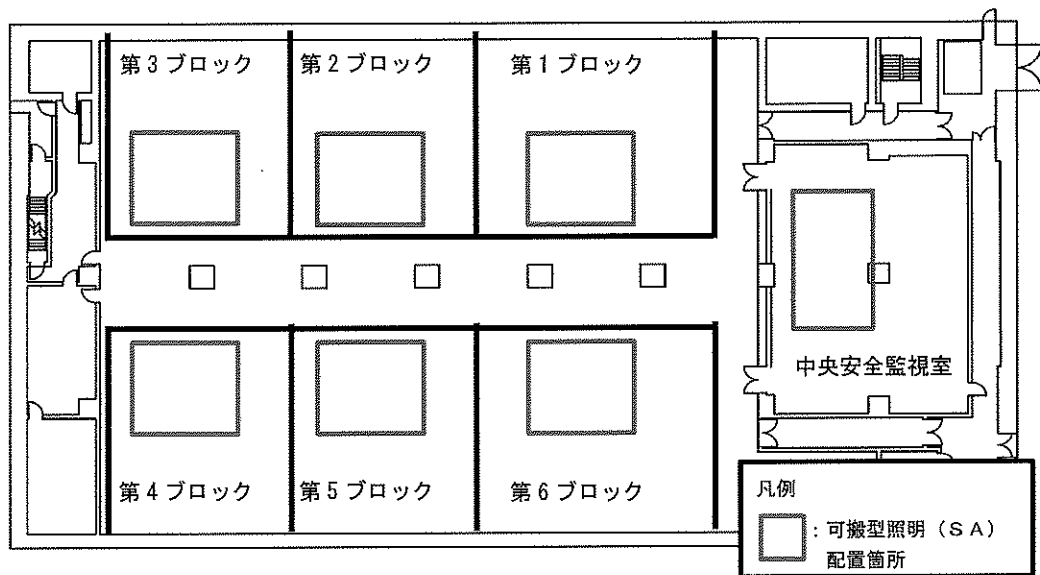 第3ブロック
第2ブロック
第1ブロック
中央安全監視室
第4ブロック
第5ブロック
第6ブロック
凡例
:可搬型照明(SA)
配置箇所